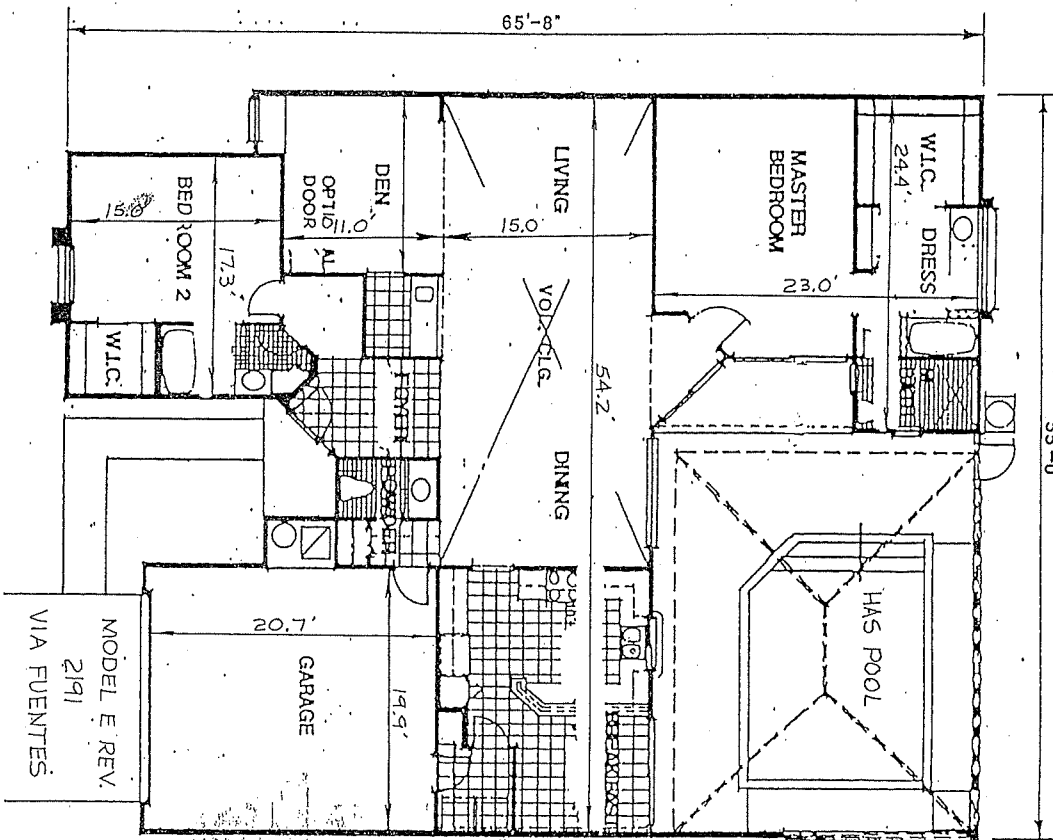 65'-8"
W.I.C.
24.4'
DRESS
MASTER
BEDROOM
23.0'
LIVING
15.0'
DEN
OPTIONAL
DOOR
11.0'
BEDROOM 2
15.0'
17.3'
W.I.C.
VOL. CLG.
54.2'
DINING
HAS POOL
20.7'
GARAGE
19.9'
MODEL E REV.
2191
VIA FUENTES